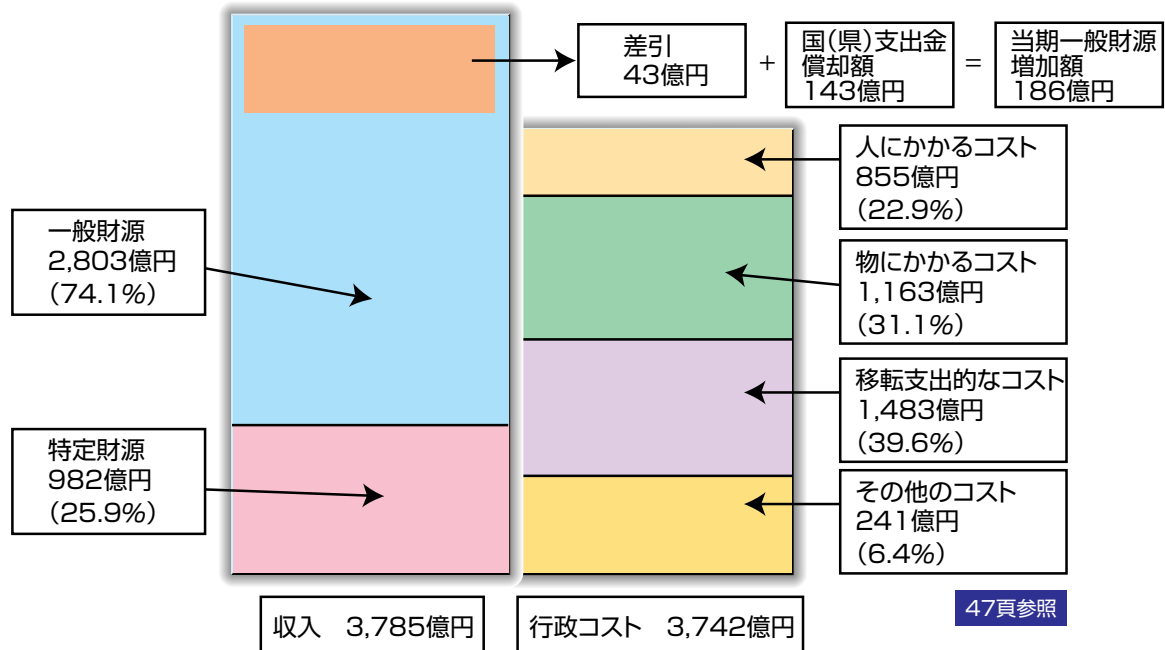 差引
43億円
+
国(県)支出金
償却額
143億円
=
当期一般財源
増加額
186億円
人にかかるコスト
855億円
(22.9%)
一般財源
2,803億円
(74.1%)
物にかかるコスト
1,163億円
(31.1%)
移転支出的なコスト
1,483億円
(39.6%)
特定財源
982億円
(25.9%)
その他のコスト
241億円
(6.4%)
47頁参照
収入 3,785億円
行政コスト 3,742億円